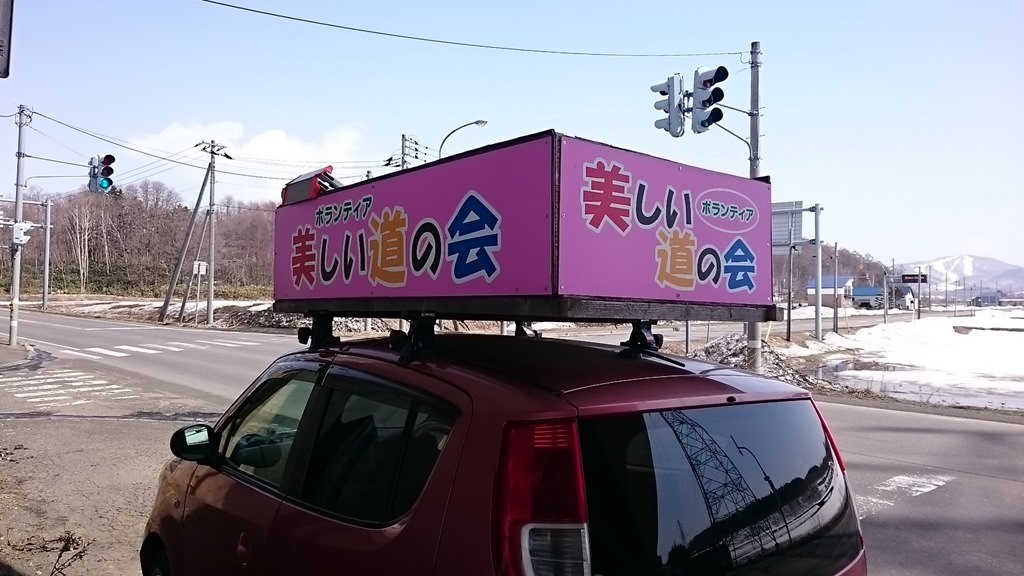 ボランティア
美しい道の会
美しい
ボランティア
道の会